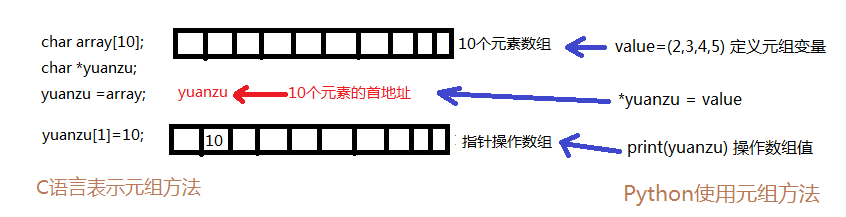 char array[10];
10个元素数组
value=(2,3,4,5) 定义元组变量
char *yuanzu;
yuanzu =array;
yuanzu
10个元素的首地址
*yuanzu = value
yuanzu[1]=10;
10
指针操作数组
print(yuanzu) 操作数组值
C语言表示元组方法
Python使用元组方法